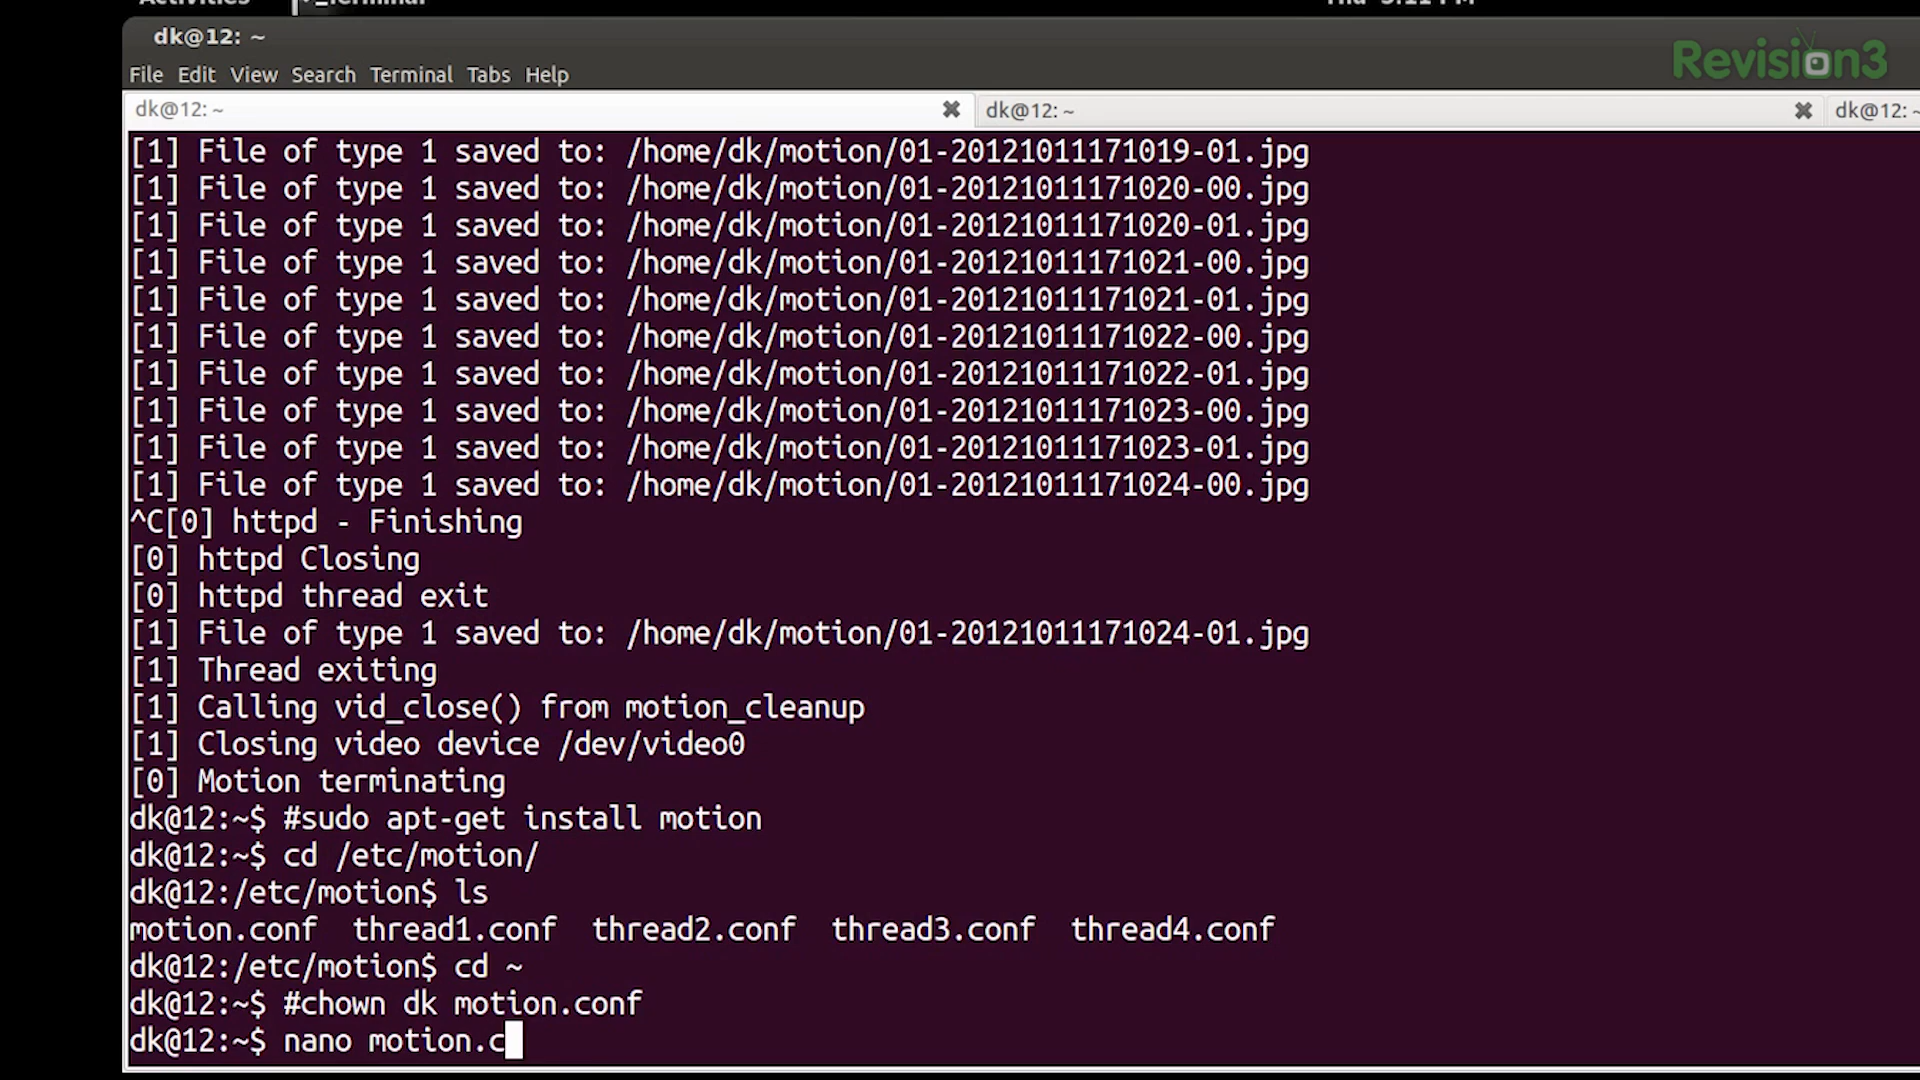 Activities Terminal Thu 5:11 PM
dk@12: ~
Revision3
File Edit View Search Terminal Tabs Help
dk@12: ~ dk@12: ~ dk@12: ~
[1] File of type 1 saved to: /home/dk/motion/01-20121011171019-01.jpg
[1] File of type 1 saved to: /home/dk/motion/01-20121011171020-00.jpg
[1] File of type 1 saved to: /home/dk/motion/01-20121011171020-01.jpg
[1] File of type 1 saved to: /home/dk/motion/01-20121011171021-00.jpg
[1] File of type 1 saved to: /home/dk/motion/01-20121011171021-01.jpg
[1] File of type 1 saved to: /home/dk/motion/01-20121011171022-00.jpg
[1] File of type 1 saved to: /home/dk/motion/01-20121011171022-01.jpg
[1] File of type 1 saved to: /home/dk/motion/01-20121011171023-00.jpg
[1] File of type 1 saved to: /home/dk/motion/01-20121011171023-01.jpg
[1] File of type 1 saved to: /home/dk/motion/01-20121011171024-00.jpg
^C[0] httpd - Finishing
[0] httpd Closing
[0] httpd thread exit
[1] File of type 1 saved to: /home/dk/motion/01-20121011171024-01.jpg
[1] Thread exiting
[1] Calling vid_close() from motion_cleanup
[1] Closing video device /dev/video0
[0] Motion terminating
dk@12:~$ #sudo apt-get install motion
dk@12:~$ cd /etc/motion/
dk@12:/etc/motion$ ls
motion.conf thread1.conf thread2.conf thread3.conf thread4.conf
dk@12:/etc/motion$ cd ~
dk@12:~$ #chown dk motion.conf
dk@12:~$ nano motion.c